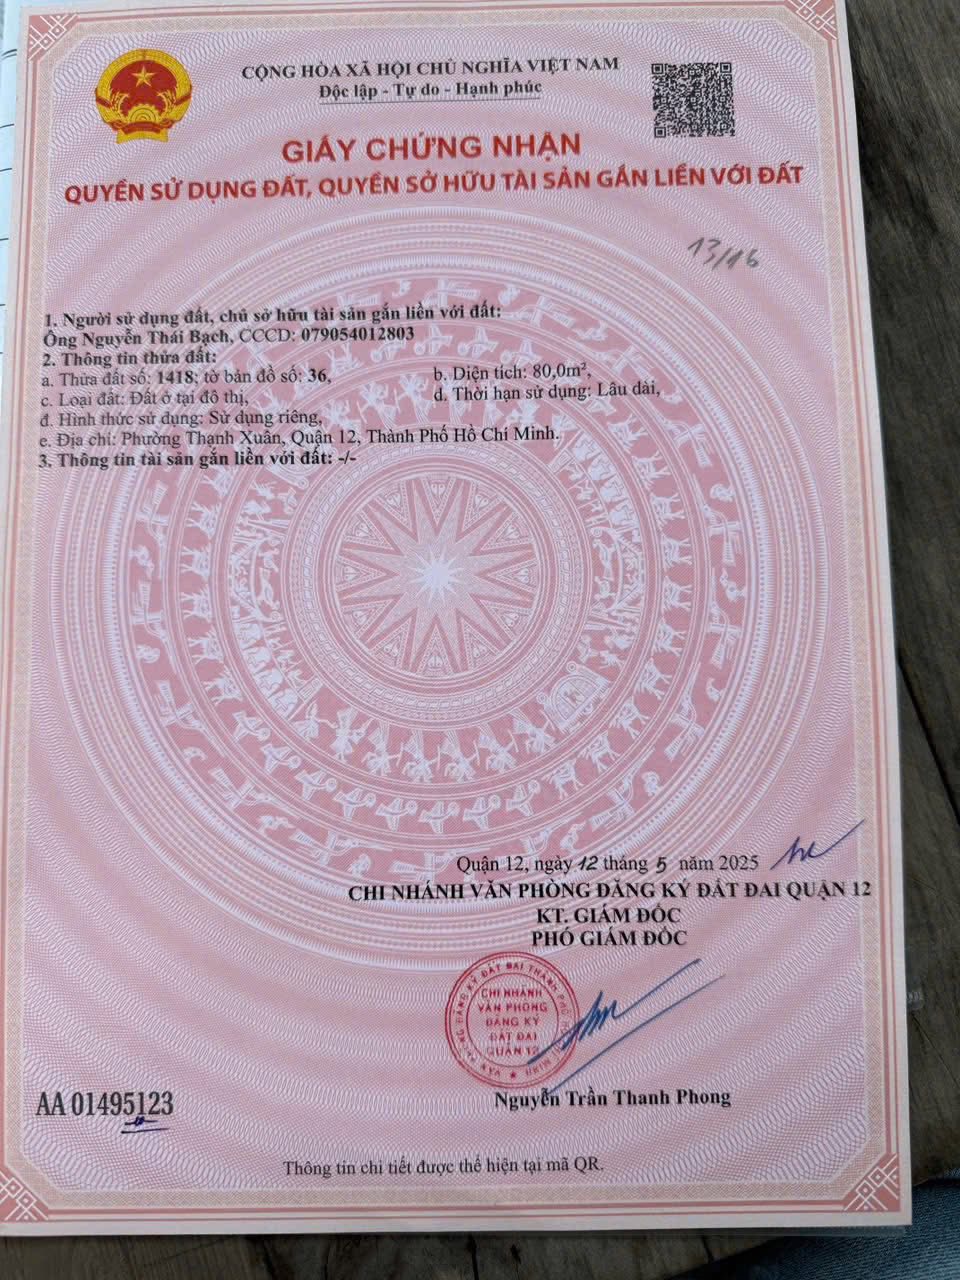 CỘNG HÒA XÃ HỘI CHỦ NGHĨA VIỆT NAM
Độc lập - Tự do - Hạnh phúc
GIẤY CHỨNG NHẬN
QUYỀN SỬ DỤNG ĐẤT, QUYỀN SỞ HỮU TÀI SẢN GẮN LIỀN VỚI ĐẤT
13/16
1. Người sử dụng đất, chủ sở hữu tài sản gắn liền với đất:
Ông Nguyễn Thái Bạch, CCCD: 079054012803
2. Thông tin thửa đất:
a. Thửa đất số: 1418; tờ bản đồ số: 36,
b. Diện tích: 80,0m²,
c. Loại đất: Đất ở tại đô thị,
d. Thời hạn sử dụng: Lâu dài,
đ. Hình thức sử dụng: Sử dụng riêng,
e. Địa chỉ: Phường Thạnh Xuân, Quận 12, Thành Phố Hồ Chí Minh.
3. Thông tin tài sản gắn liền với đất: -/-
Quận 12, ngày 12 tháng 5 năm 2025
CHI NHÁNH VĂN PHÒNG ĐĂNG KÝ ĐẤT ĐAI QUẬN 12
KT. GIÁM ĐỐC
PHÓ GIÁM ĐỐC
CHI NHÁNH
VĂN PHÒNG
ĐĂNG KÝ
ĐẤT ĐAI
QUẬN 12
Nguyễn Trần Thanh Phong
AA 01495123
Thông tin chi tiết được thể hiện tại mã QR.